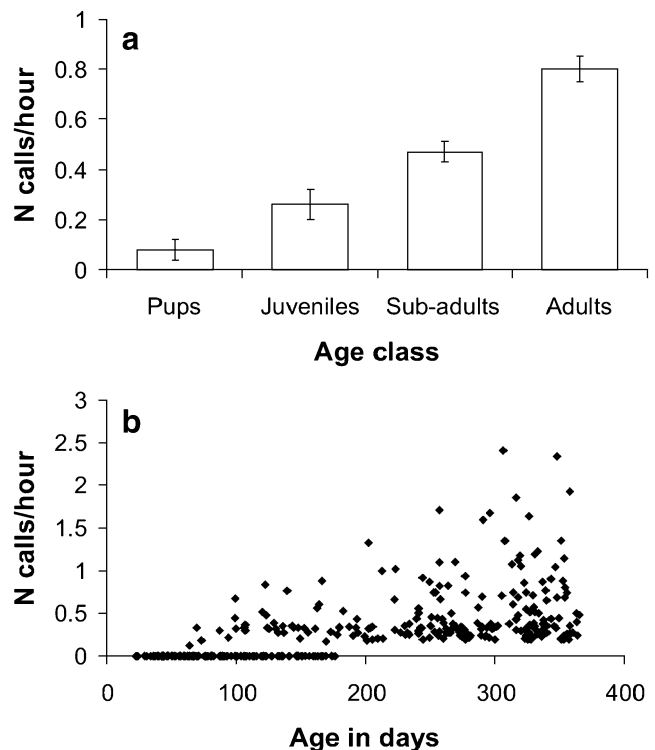 a
N calls/hour
1
0.8
0.6
0.4
0.2
0
Pups Juveniles Sub-adults Adults
Age class
b
N calls/hour
3
2.5
2
1.5
1
0.5
0
0 100 200 300 400
Age in days